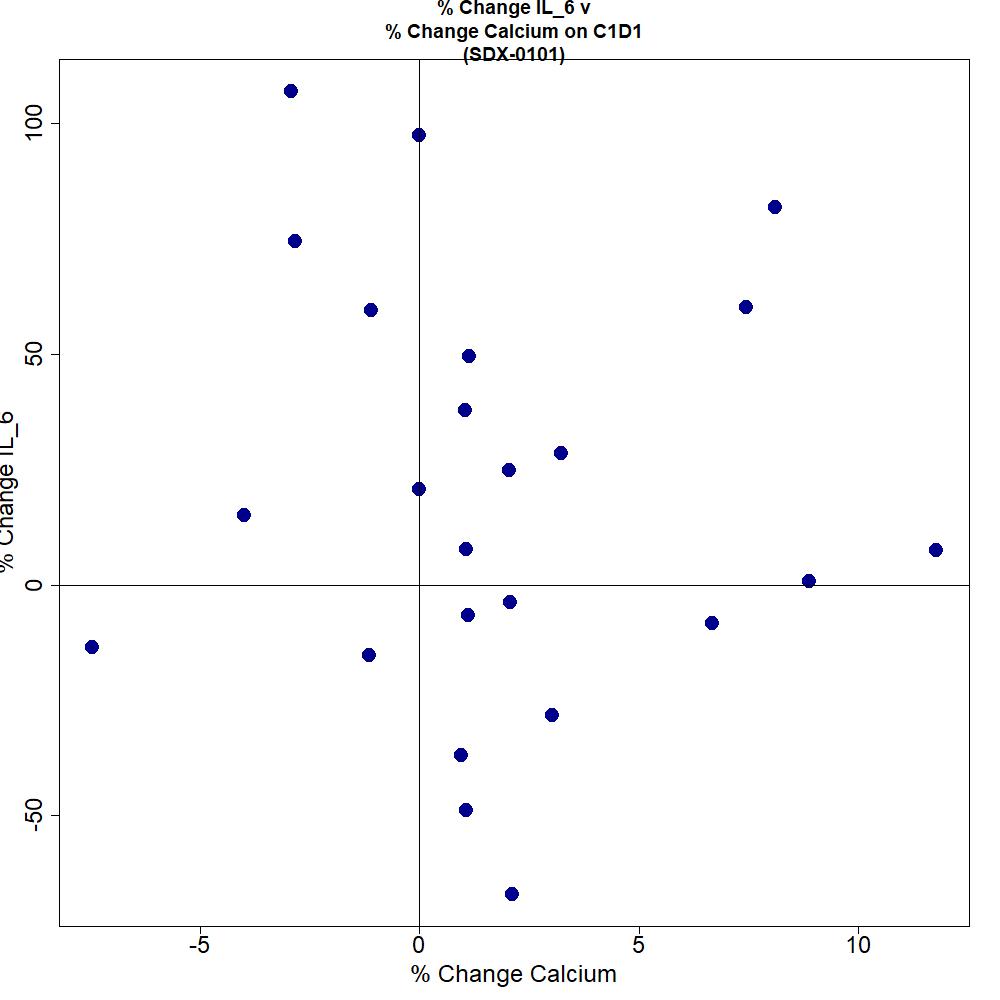 % Change IL_6 v
% Change Calcium on C1D1
(SDX-0101)
100
50
0
-50
% Change IL_6
-5
0
5
10
% Change Calcium